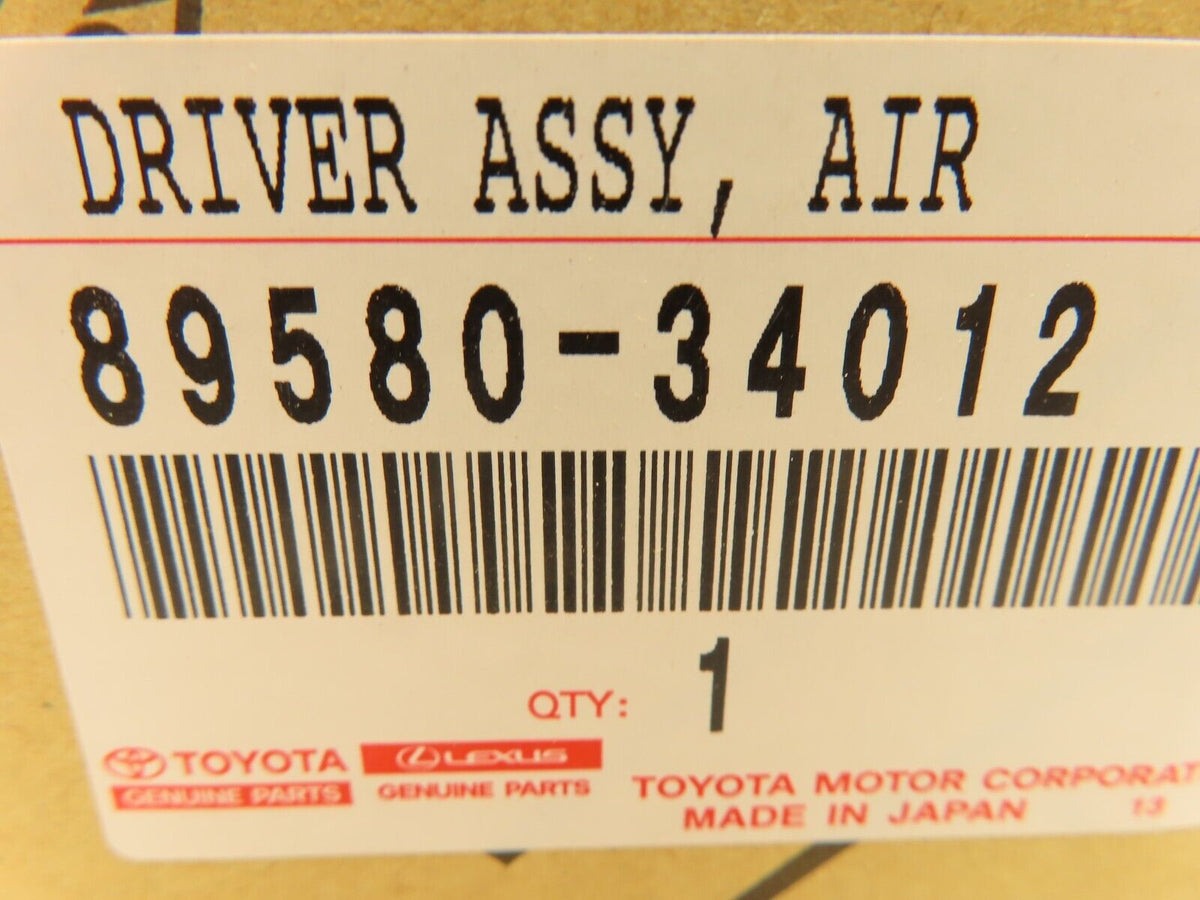 DRIVER ASSY, AIR
89580-34012
QTY: 1
TOYOTA LEXUS
GENUINE PARTS GENUINE PARTS
TOYOTA MOTOR CORPORAT
MADE IN JAPAN 13